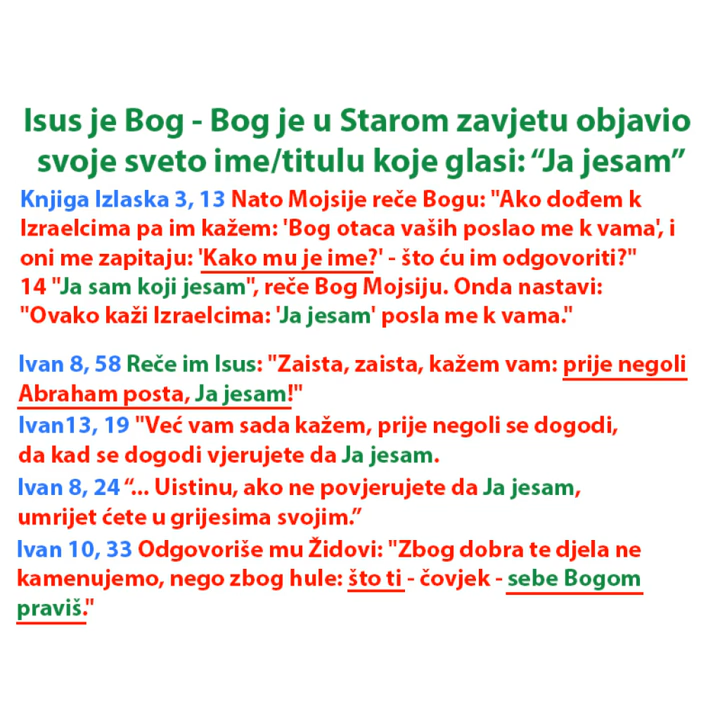 Isus je Bog - Bog je u Starom zavjetu objavio
svoje sveto ime/titulu koje glasi: “Ja jesam”
Knjiga Izlaska 3, 13 Nato Mojsije reče Bogu: "Ako dođem k
Izraelcima pa im kažem: 'Bog otaca vaših poslao me k vama', i
oni me zapitaju: 'Kako mu je ime?' - što ću im odgovoriti?"
14 "Ja sam koji jesam", reče Bog Mojsiju. Onda nastavi:
"Ovako kaži Izraelcima: 'Ja jesam' posla me k vama."
Ivan 8, 58 Reče im Isus: "Zaista, zaista, kažem vam: prije negoli
Abraham posta, Ja jesam!"
Ivan13, 19 "Već vam sada kažem, prije negoli se dogodi,
da kad se dogodi vjerujete da Ja jesam.
Ivan 8, 24 “... Uistinu, ako ne povjerujete da Ja jesam,
umrijet ćete u grijesima svojim.”
Ivan 10, 33 Odgovoriše mu Židovi: "Zbog dobra te djela ne
kamenujemo, nego zbog hule: što ti - čovjek - sebe Bogom
praviš."